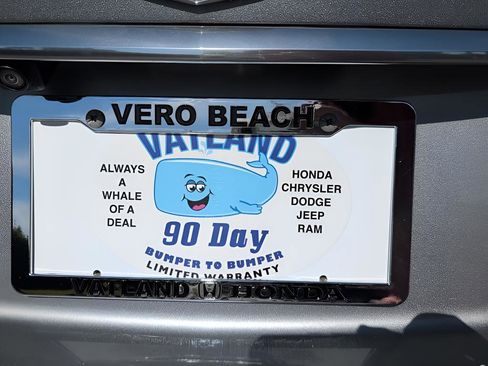 VERO BEACH
VATLAND
ALWAYS
A
WHALE
OF A
DEAL
HONDA
CHRYSLER
DODGE
JEEP
RAM
90 Day
BUMPER TO BUMPER
LIMITED WARRANTY
VATLAND HONDA